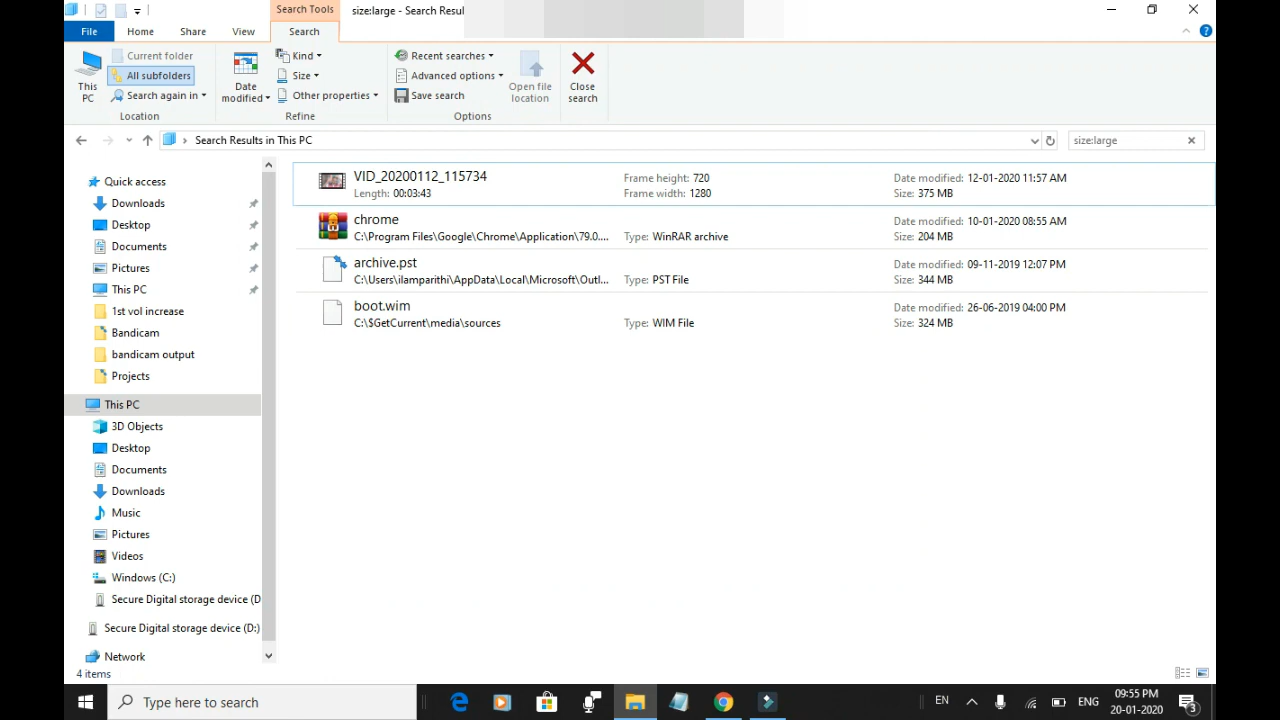 Search Tools
size:large - Search Resul
File
Home
Share
View
Search
This PC
Current folder
All subfolders
Search again in
Location
Date modified
Kind
Size
Other properties
Refine
Recent searches
Advanced options
Save search
Open file location
Options
Close search
Search Results in This PC
size:large
Quick access
Downloads
Desktop
Documents
Pictures
This PC
1st vol increase
Bandicam
bandicam output
Projects
This PC
3D Objects
Desktop
Documents
Downloads
Music
Pictures
Videos
Windows (C:)
Secure Digital storage device (D
Secure Digital storage device (D:)
Network
VID_20200112_115734
Length: 00:03:43
Frame height: 720
Frame width: 1280
Date modified: 12-01-2020 11:57 AM
Size: 375 MB
chrome
C:\Program Files\Google\Chrome\Application\79.0....
Type: WinRAR archive
Date modified: 10-01-2020 08:55 AM
Size: 204 MB
archive.pst
C:\Users\ilamparithi\AppData\Local\Microsoft\Outl...
Type: PST File
Date modified: 09-11-2019 12:07 PM
Size: 344 MB
boot.wim
C:\$GetCurrent\media\sources
Type: WIM File
Date modified: 26-06-2019 04:00 PM
Size: 324 MB
4 items
Type here to search
EN
ENG
09:55 PM
20-01-2020
3